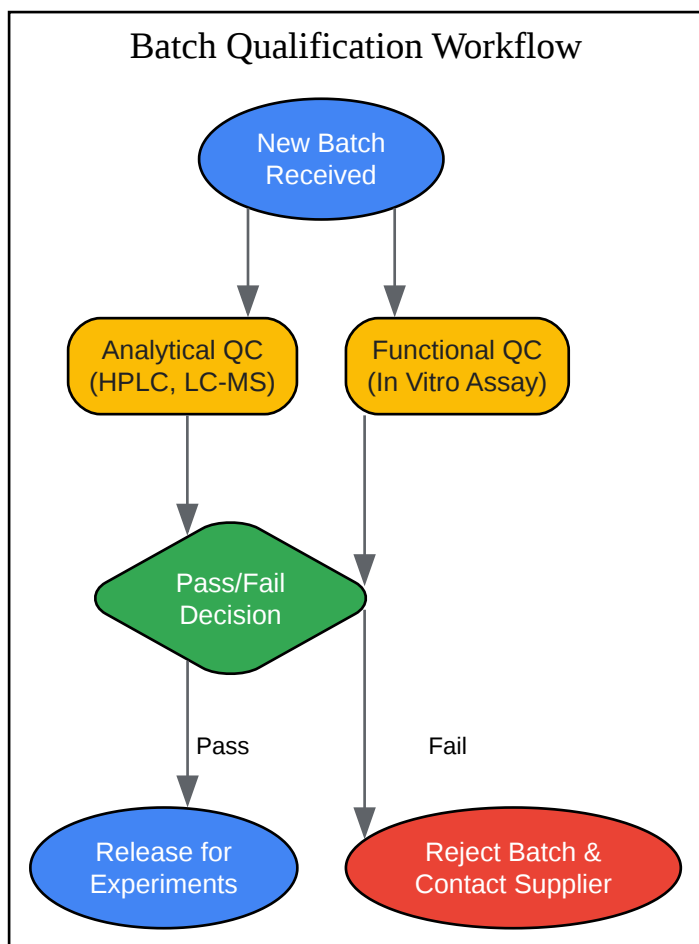 Batch Qualification Workflow
New Batch
Received
Analytical QC
(HPLC, LC-MS)
Functional QC
(In Vitro Assay)
Pass/Fail
Decision
Pass
Fail
Release for
Experiments
Reject Batch &
Contact Supplier